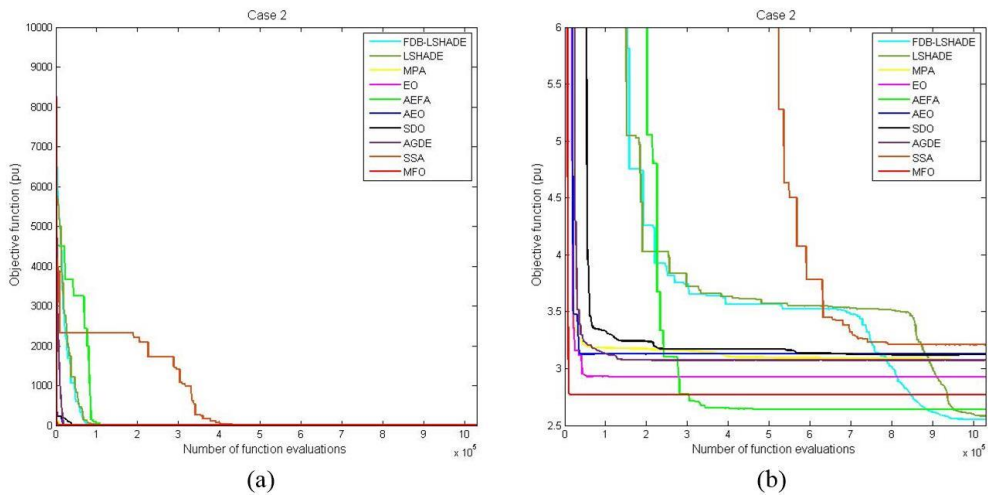 Case 2
10000
9000
8000
7000
6000
5000
4000
3000
2000
1000
0
Objective function (pu)
0 1 2 3 4 5 6 7 8 9 10
Number of function evaluations
x 10^5
FDB-LSHADE
LSHADE
MPA
EO
AEFA
AEO
SDO
AGDE
SSA
MFO
(a)
Case 2
6
5.5
5
4.5
4
3.5
3
2.5
Objective function (pu)
0 1 2 3 4 5 6 7 8 9 10
Number of function evaluations
x 10^5
FDB-LSHADE
LSHADE
MPA
EO
AEFA
AEO
SDO
AGDE
SSA
MFO
(b)